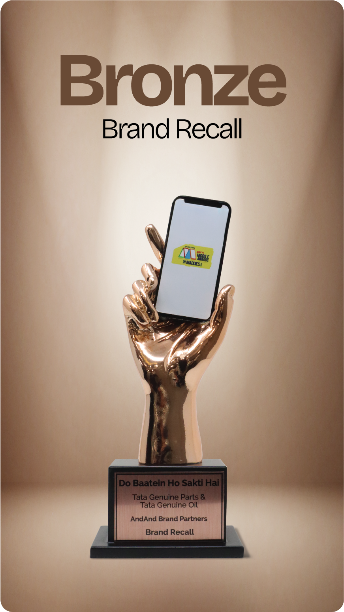 Bronze
Brand Recall
Do Baatein Ho Sakti Hai
Tata Genuine Parts &
Tata Genuine Oil
AndAnd Brand Partners
Brand Recall